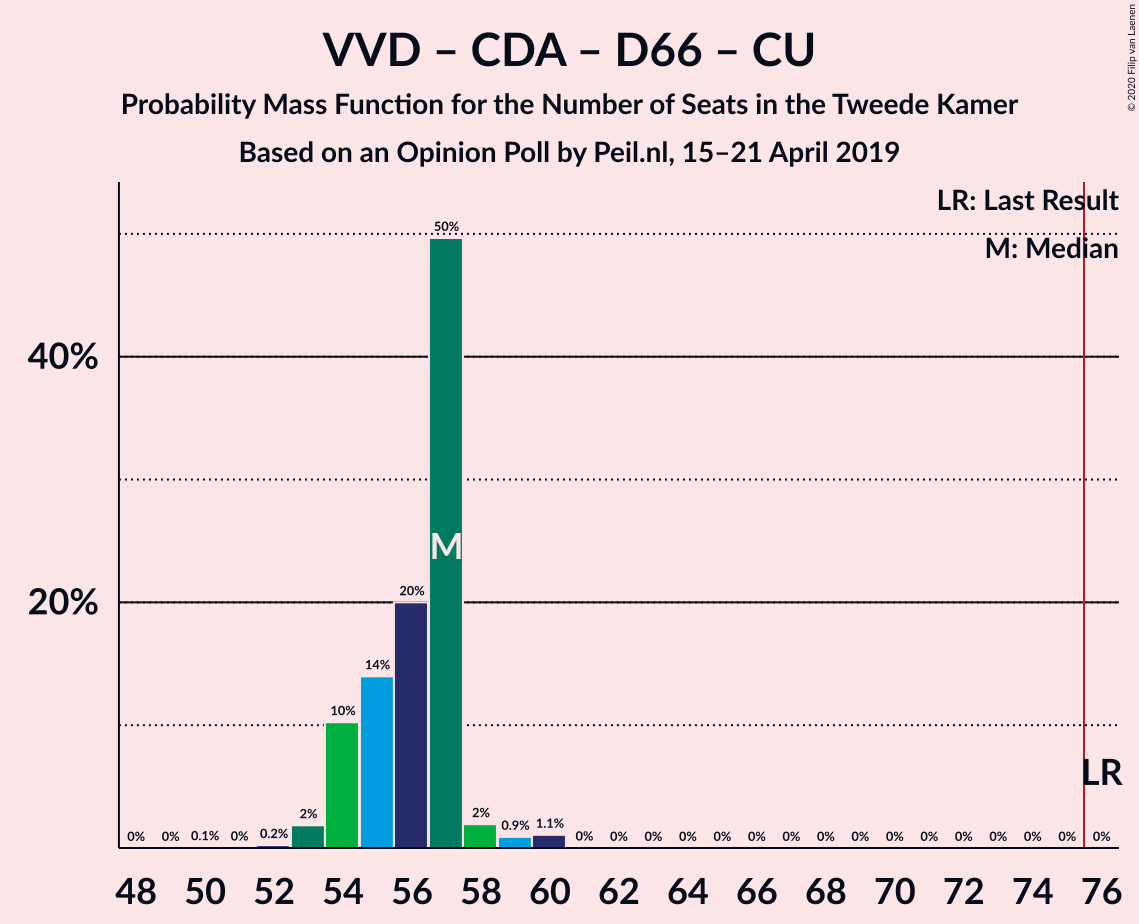 VVD – CDA – D66 – CU
Probability Mass Function for the Number of Seats in the Tweede Kamer
Based on an Opinion Poll by Peil.nl, 15–21 April 2019
© 2020 Filip van Laenen
LR: Last Result
M: Median
40%
20%
0% 0% 0.1% 0% 0.2% 2% 10% 14% 20% 50% 2% 0.9% 1.1% 0% 0% 0% 0% 0% 0% 0% 0% 0% 0% 0% 0% 0% 0% 0% 0%
M
LR
48 50 52 54 56 58 60 62 64 66 68 70 72 74 76